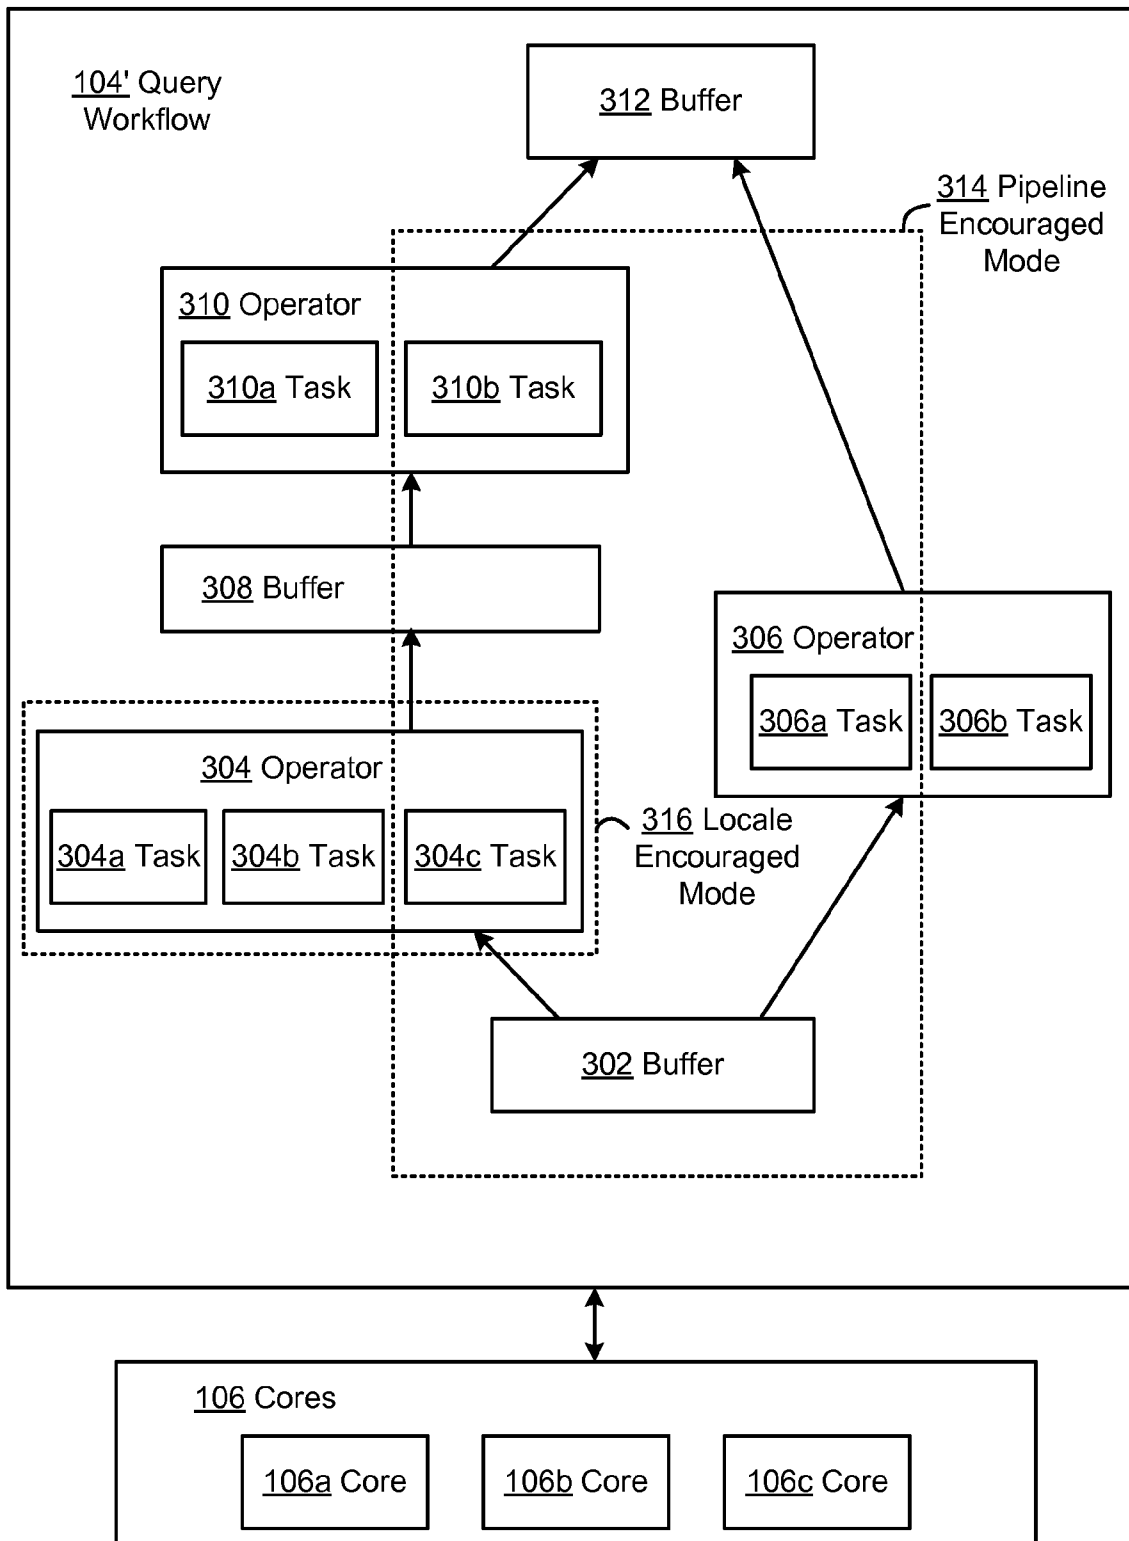 104' Query
Workflow
312 Buffer
314 Pipeline
Encouraged
Mode
310 Operator
310a Task
310b Task
308 Buffer
306 Operator
306a Task
306b Task
304 Operator
304a Task
304b Task
304c Task
316 Locale
Encouraged
Mode
302 Buffer
106 Cores
106a Core
106b Core
106c Core